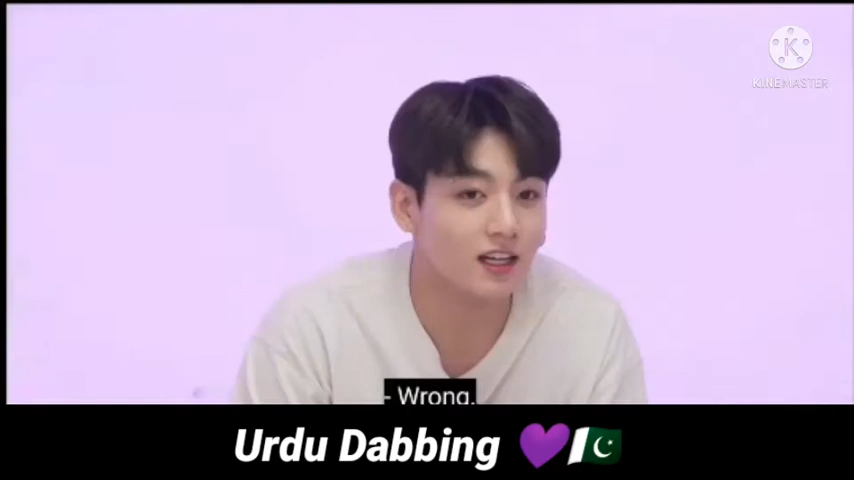 K
KINEMASTER
- Wrong.
Urdu Dabbing 💜🇵🇰